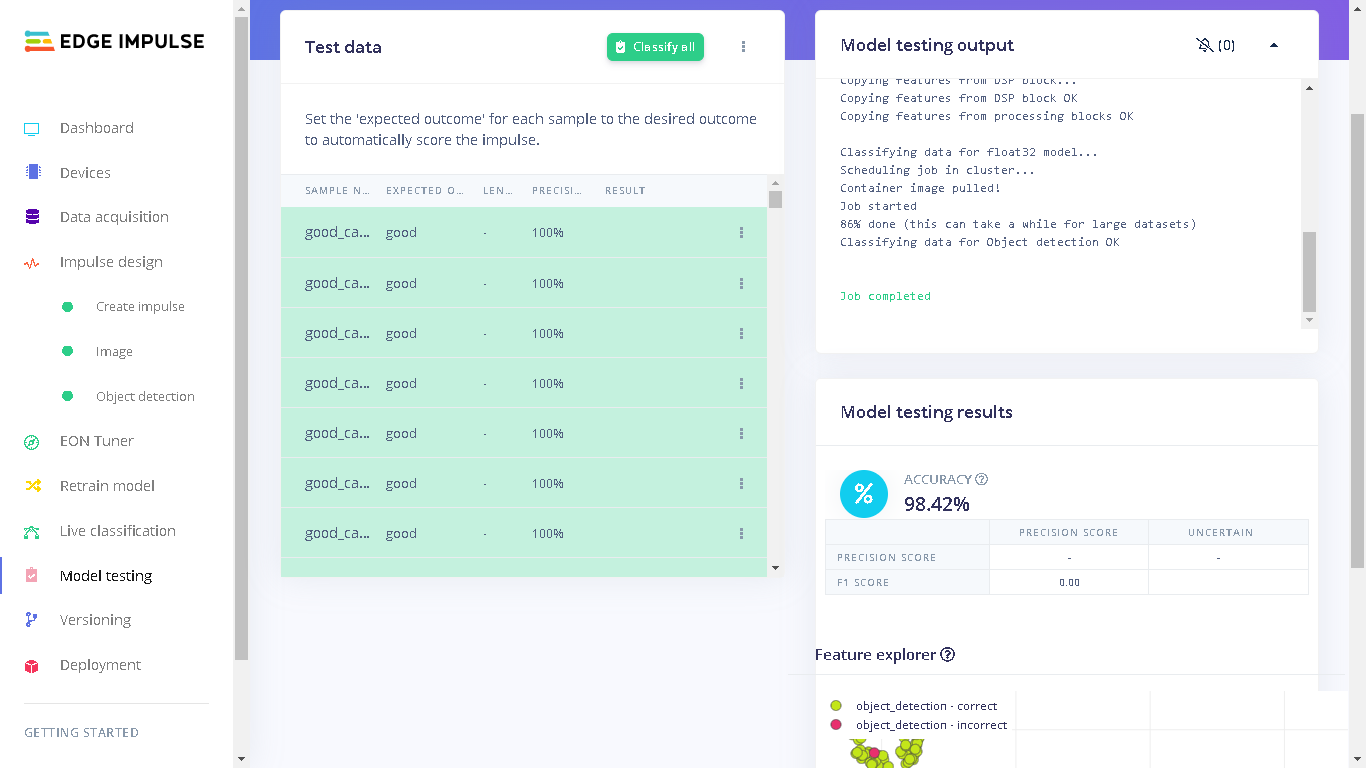 EDGE IMPULSE
Dashboard
Devices
Data acquisition
Impulse design
Create impulse
Image
Object detection
EON Tuner
Retrain model
Live classification
Model testing
Versioning
Deployment
GETTING STARTED
Test data
Classify all
Set the 'expected outcome' for each sample to the desired outcome
to automatically score the impulse.
SAMPLE N... EXPECTED O... LEN... PRECISI... RESULT
good_ca... good - 100%
good_ca... good - 100%
good_ca... good - 100%
good_ca... good - 100%
good_ca... good - 100%
good_ca... good - 100%
good_ca... good - 100%
Model testing output
(0)
Copying features from DSP block...
Copying features from DSP block OK
Copying features from processing blocks OK
Classifying data for float32 model...
Scheduling job in cluster...
Container image pulled!
Job started
86% done (this can take a while for large datasets)
Classifying data for Object detection OK
Job completed
Model testing results
%
ACCURACY ?
98.42%
PRECISION SCORE UNCERTAIN
PRECISION SCORE - -
F1 SCORE 0.00
Feature explorer ?
object_detection - correct
object_detection - incorrect